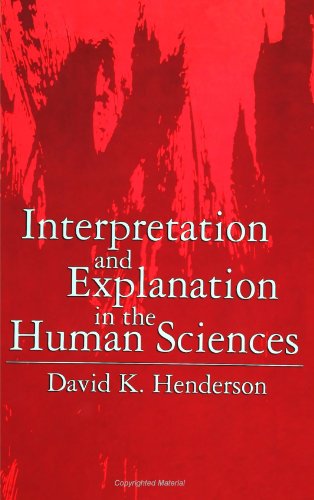 Interpretation
and
Explanation
in the
Human Sciences
David K. Henderson
Copyrighted Material